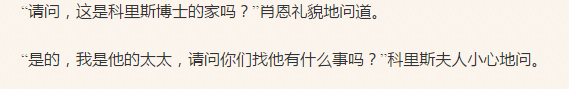 “请问，这是科里斯博士的家吗？”肖恩礼貌地问道。
“是的，我是他的太太，请问你们找他有什么事吗？”科里斯夫人小心地问。